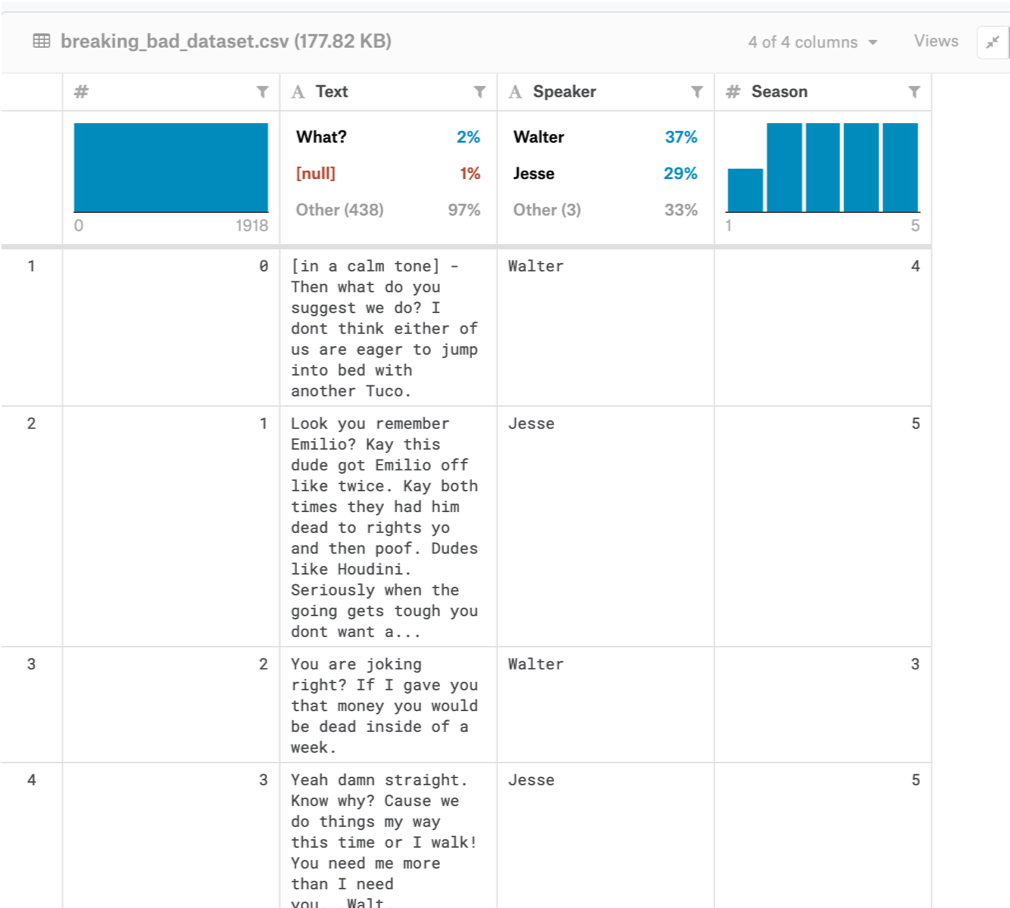 breaking_bad_dataset.csv (177.82 KB)
4 of 4 columns
Views
#
A Text
A Speaker
# Season
What? 2%
[null] 1%
Other (438) 97%
Walter 37%
Jesse 29%
Other (3) 33%
0 1918
1 5
1
0
[in a calm tone] -
Then what do you
suggest we do? I
dont think either of
us are eager to jump
into bed with
another Tuco.
Walter
4
2
1
Look you remember
Emilio? Kay this
dude got Emilio off
like twice. Kay both
times they had him
dead to rights yo
and then poof. Dudes
like Houdini.
Seriously when the
going gets tough you
dont want a...
Jesse
5
3
2
You are joking
right? If I gave you
that money you would
be dead inside of a
week.
Walter
3
4
3
Yeah damn straight.
Know why? Cause we
do things my way
this time or I walk!
You need me more
than I need
you...Walt.
Jesse
5